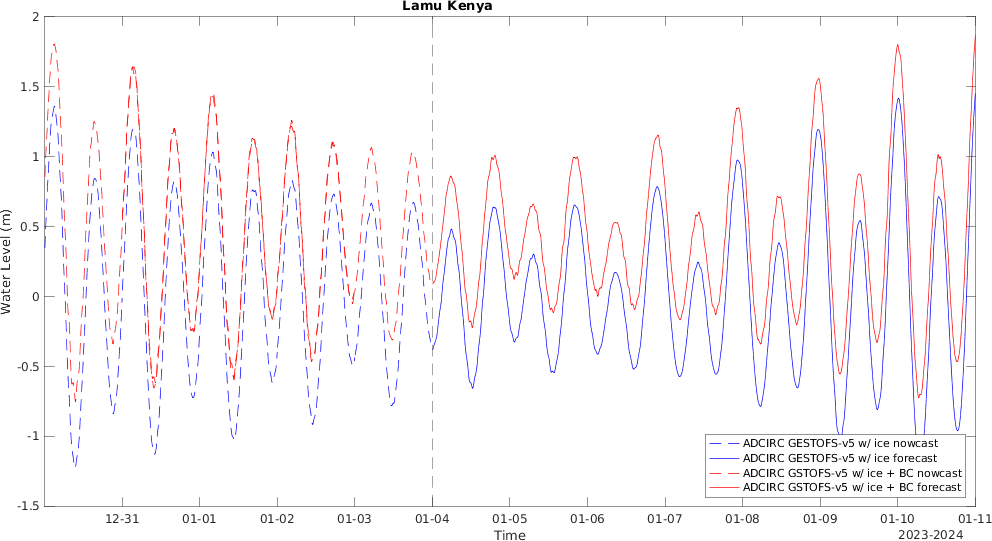 Lamu Kenya
2
1.5
1
0.5
0
-0.5
-1
-1.5
Water Level (m)
12-31 01-01 01-02 01-03 01-04 01-05 01-06 01-07 01-08 01-09 01-10 01-11
Time
2023-2024
ADCIRC GESTOFS-v5 w/ ice nowcast
ADCIRC GESTOFS-v5 w/ ice forecast
ADCIRC GSTOFS-v5 w/ ice + BC nowcast
ADCIRC GSTOFS-v5 w/ ice + BC forecast